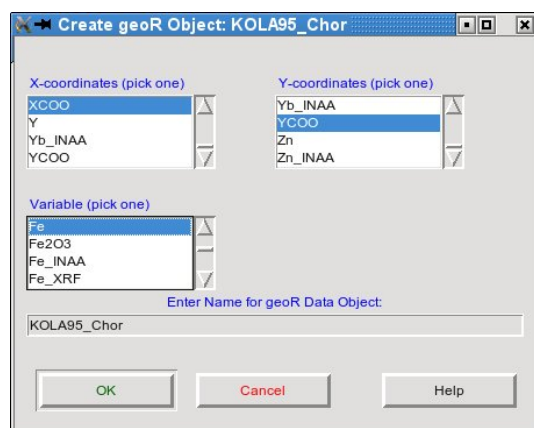 Create geoR Object: KOLA95_Chor
X-coordinates (pick one)
XCOO
Y
Yb_INAA
YCOO
Y-coordinates (pick one)
Yb_INAA
YCOO
Zn
Zn_INAA
Variable (pick one)
Fe
Fe2O3
Fe_INAA
Fe_XRF
Enter Name for geoR Data Object:
KOLA95_Chor
OK
Cancel
Help